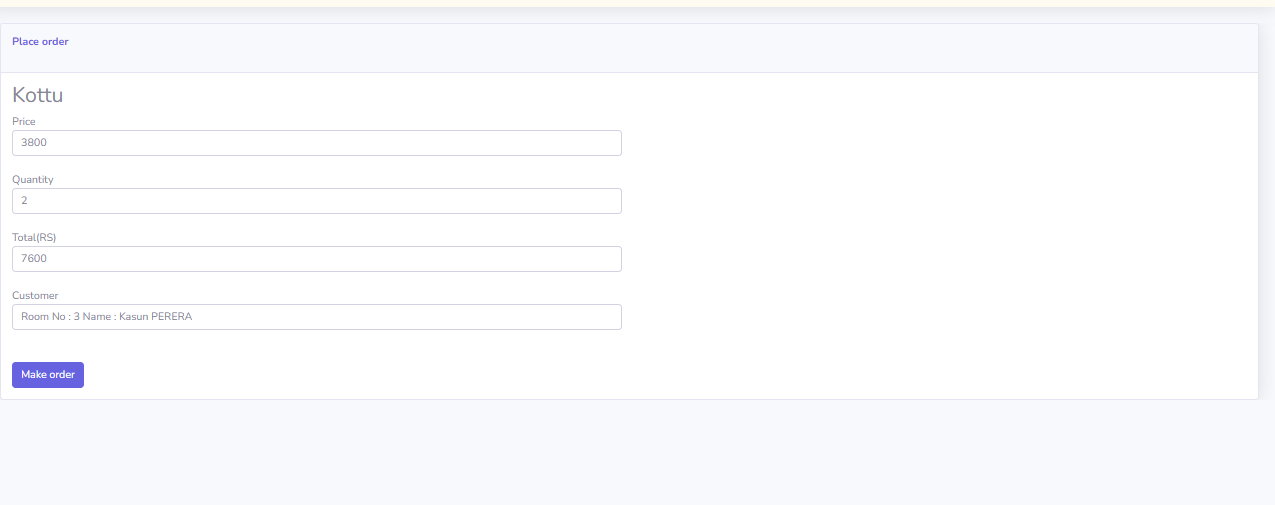 Place order
Kottu
Price
3800
Quantity
2
Total(RS)
7600
Customer
Room No : 3 Name : Kasun PERERA
Make order